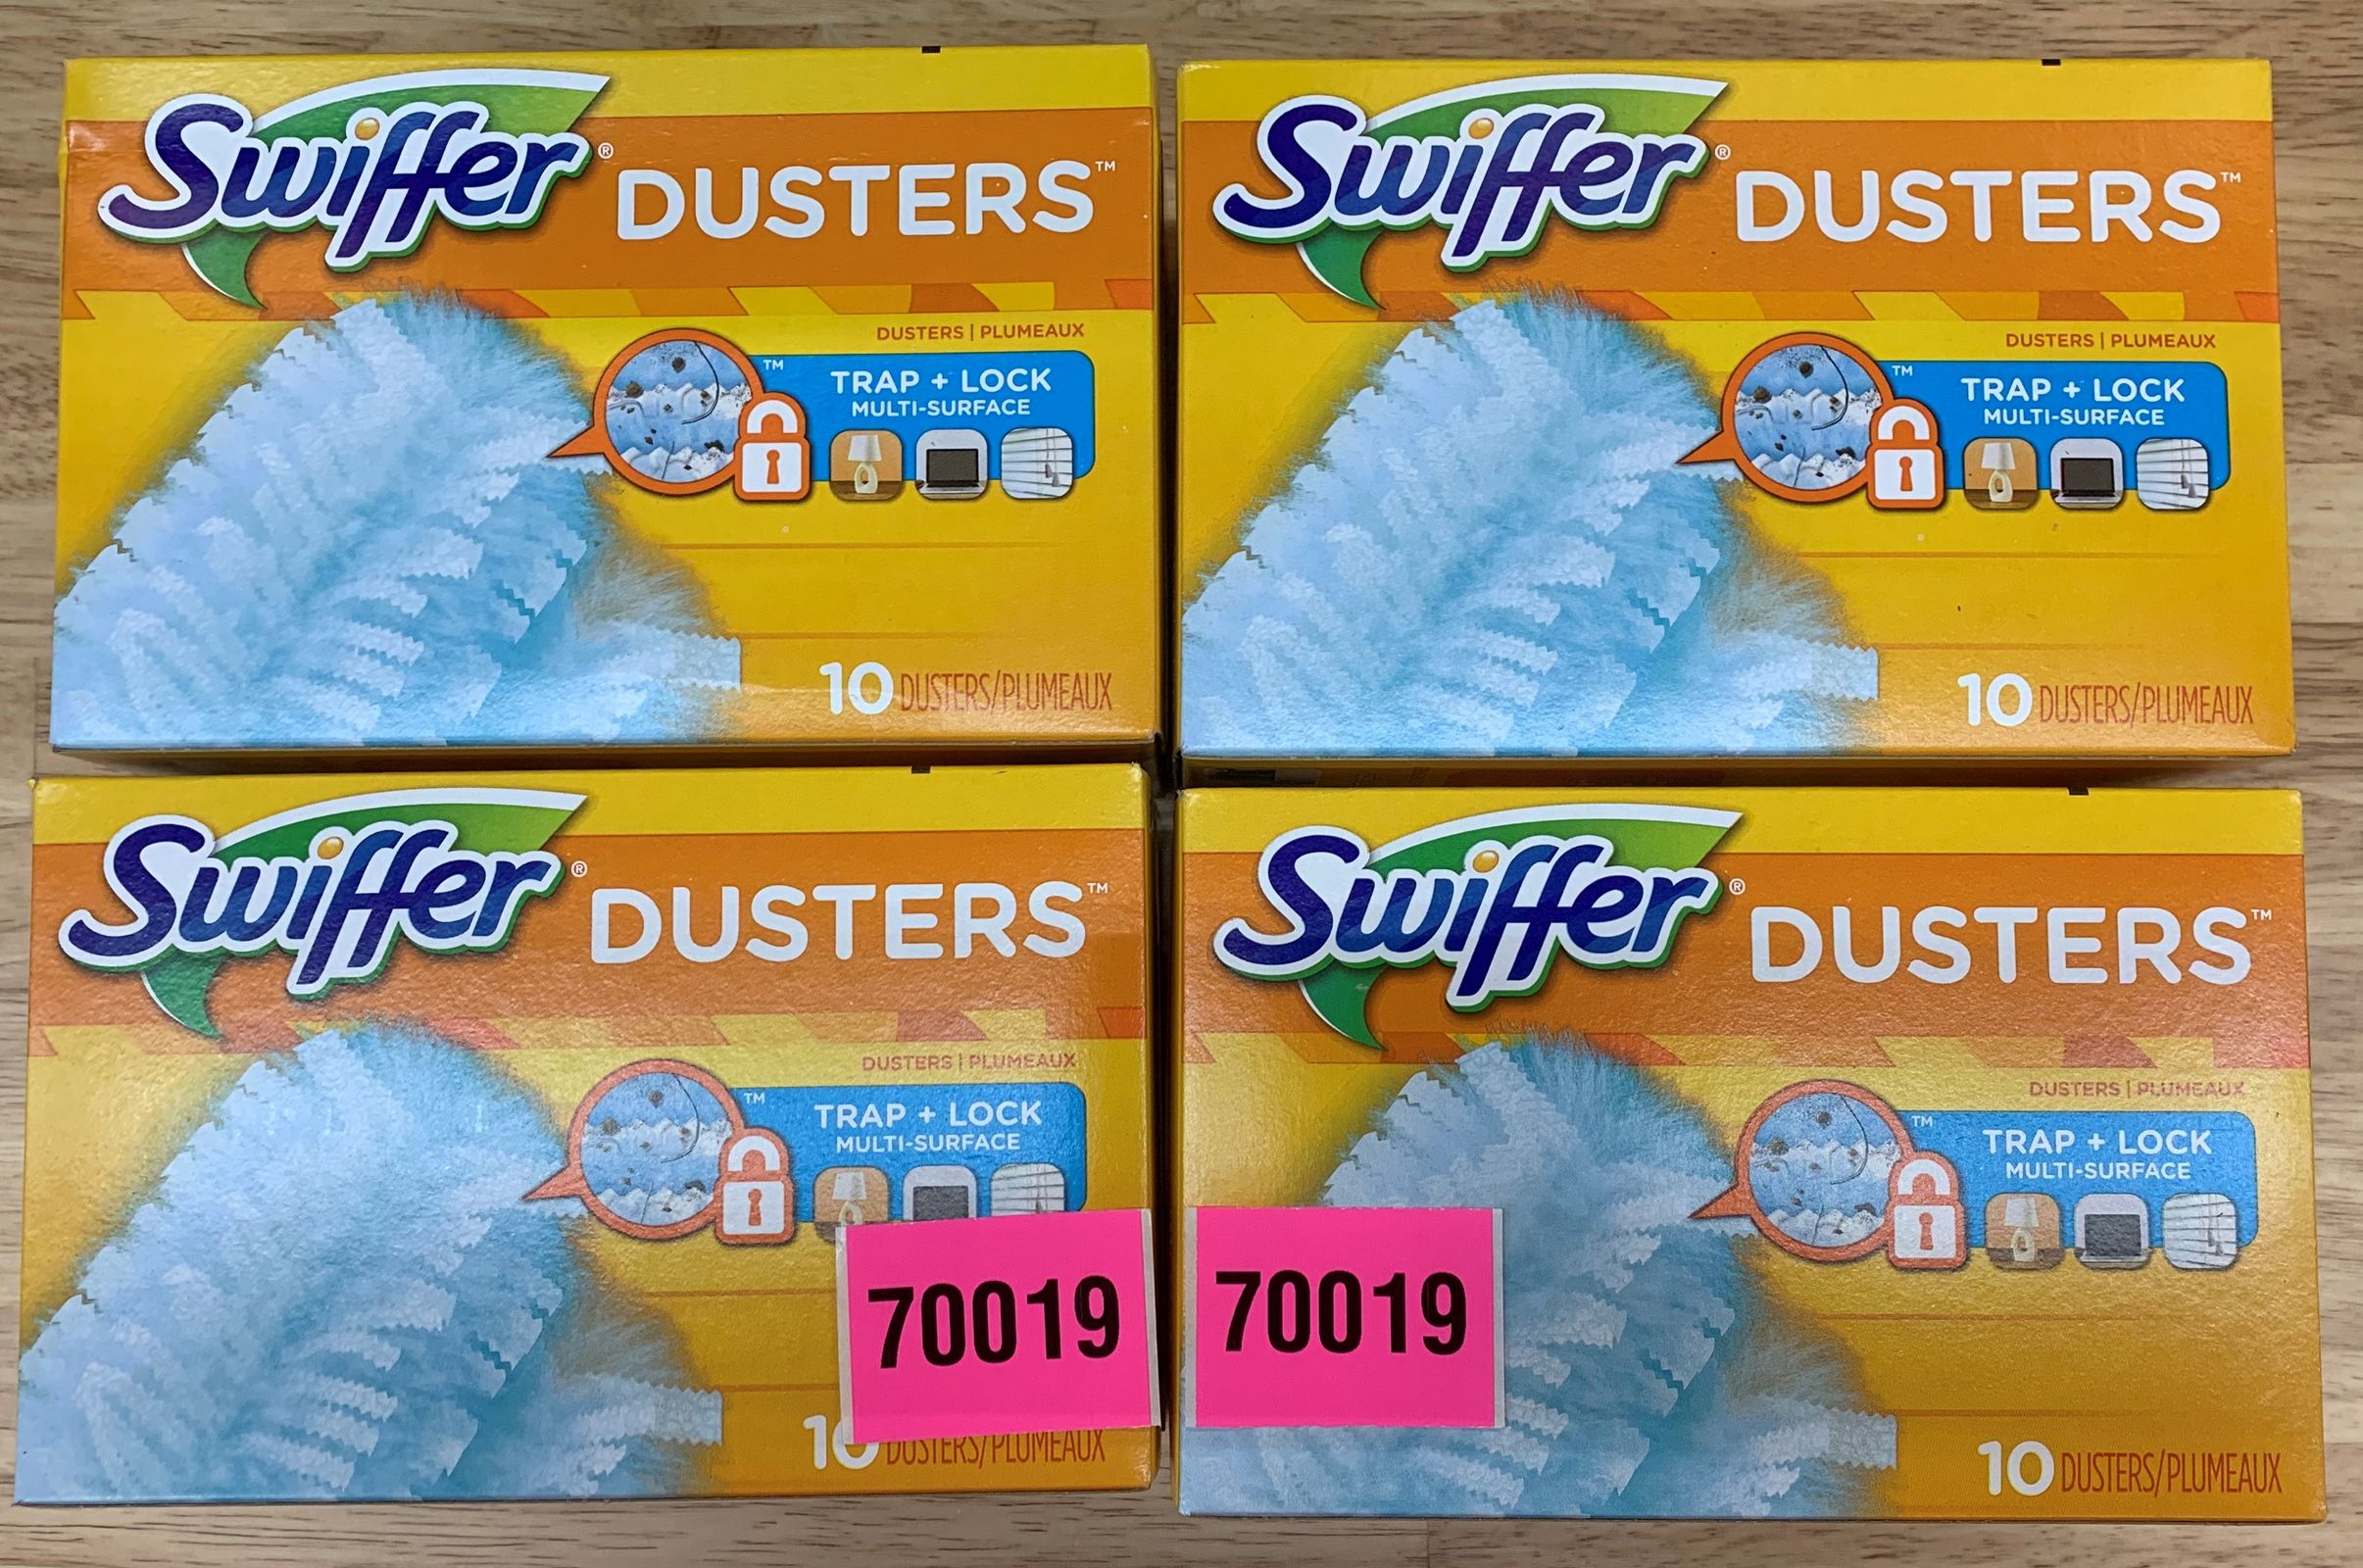 Swiffer® DUSTERS™
DUSTERS | PLUMEAUX
™ TRAP + LOCK
MULTI-SURFACE
10 DUSTERS/PLUMEAUX
Swiffer® DUSTERS™
DUSTERS | PLUMEAUX
™ TRAP + LOCK
MULTI-SURFACE
10 DUSTERS/PLUMEAUX
Swiffer® DUSTERS™
DUSTERS | PLUMEAUX
™ TRAP + LOCK
MULTI-SURFACE
70019
10 DUSTERS/PLUMEAUX
Swiffer® DUSTERS™
DUSTERS | PLUMEAUX
™ TRAP + LOCK
MULTI-SURFACE
70019
10 DUSTERS/PLUMEAUX